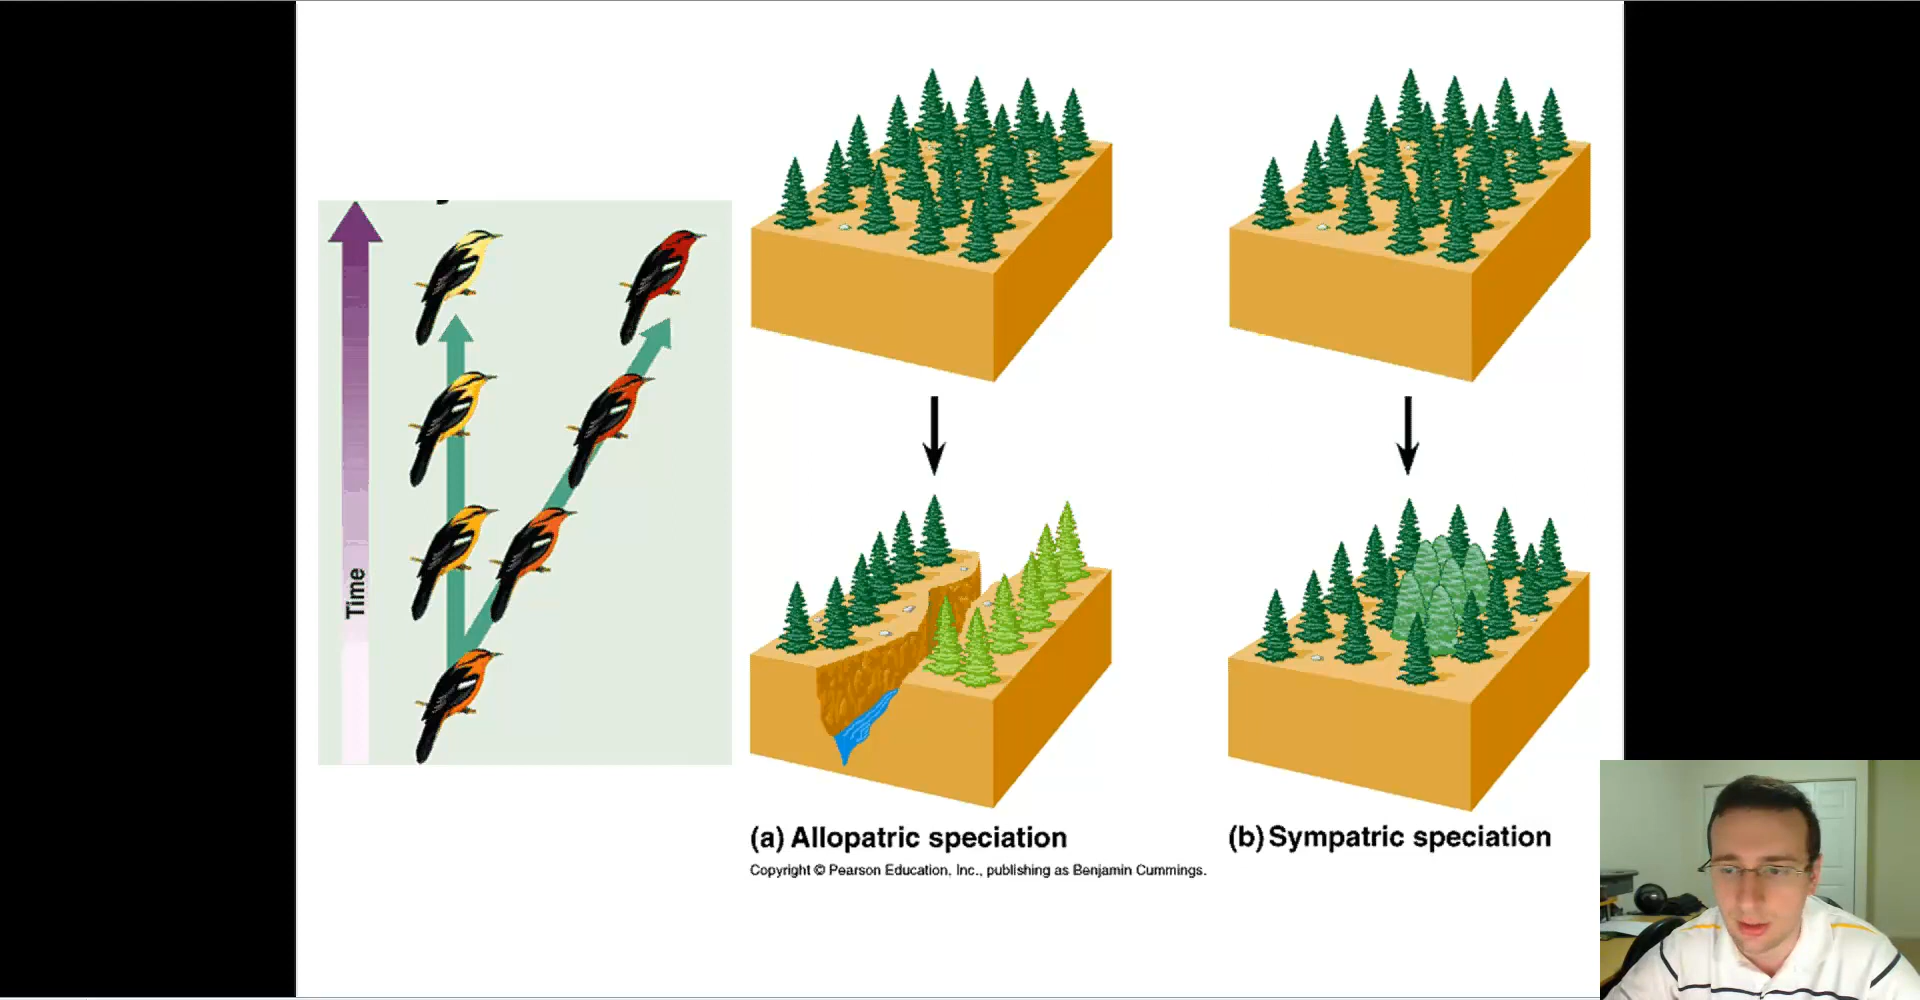 Time
(a) Allopatric speciation
(b) Sympatric speciation
Copyright © Pearson Education, Inc., publishing as Benjamin Cummings.